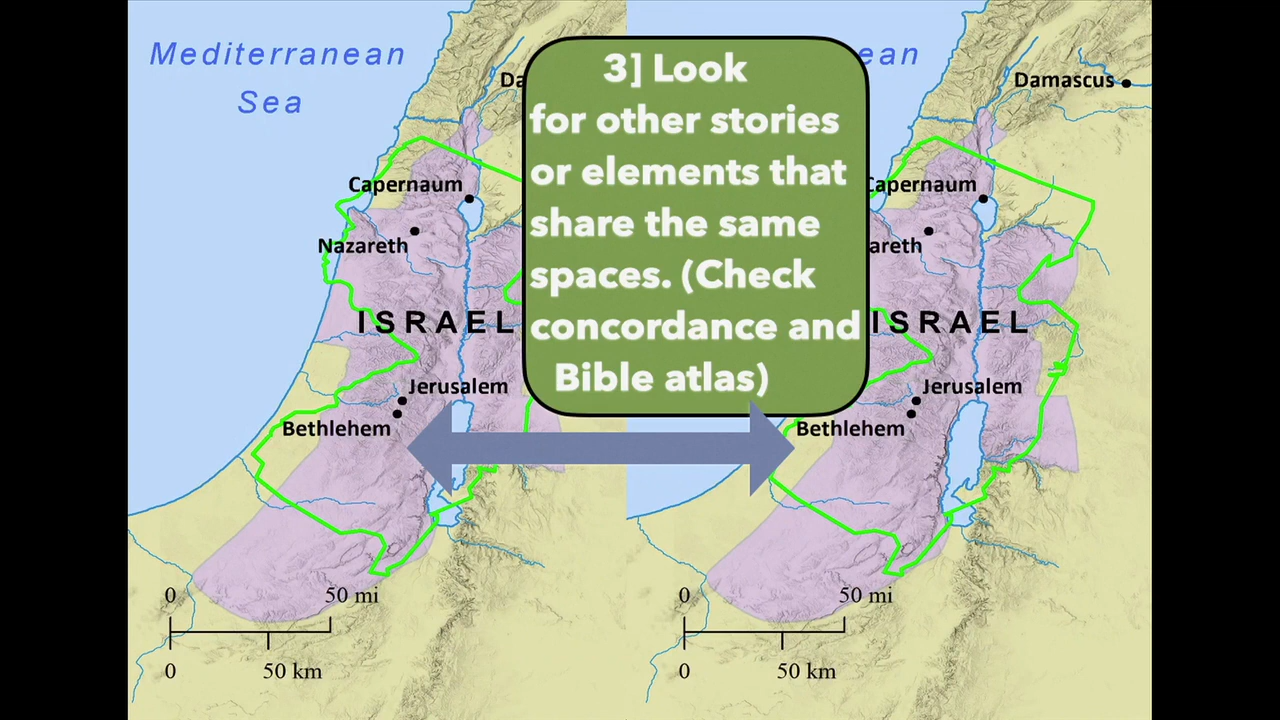 Mediterranean
Sea
Da
Capernaum
Nazareth
ISRAEL
Jerusalem
Bethlehem
0
50 mi
0
50 km
3] Look
for other stories
or elements that
share the same
spaces. (Check
concordance and
Bible atlas)
ean
Damascus
Capernaum
areth
ISRAEL
Jerusalem
Bethlehem
0
50 mi
0
50 km